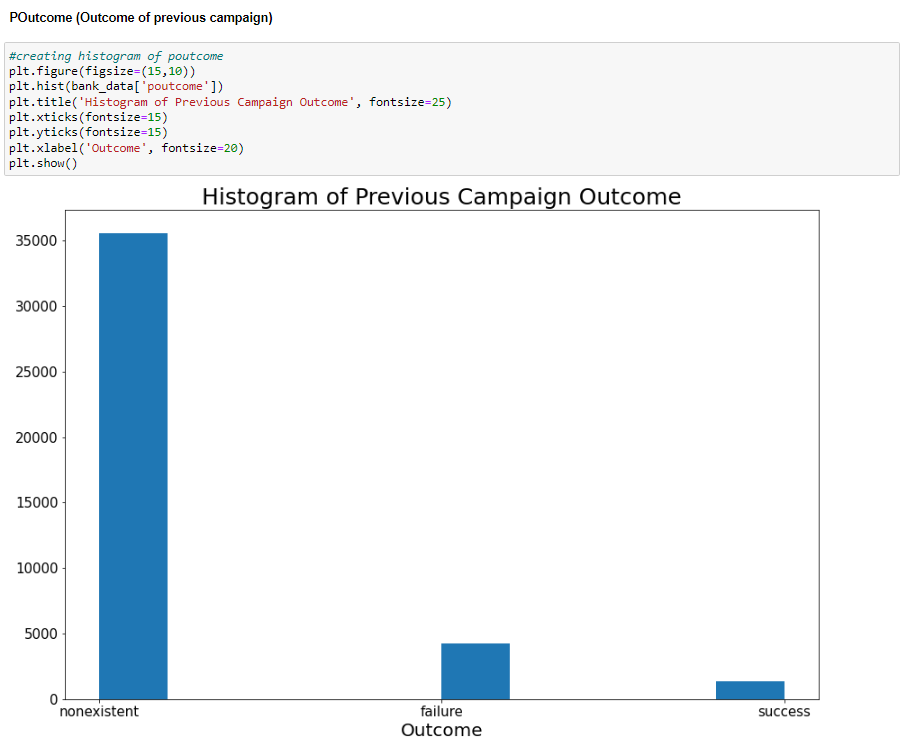 POutcome (Outcome of previous campaign)
#creating histogram of poutcome
plt.figure(figsize=(15,10))
plt.hist(bank_data['poutcome'])
plt.title('Histogram of Previous Campaign Outcome', fontsize=25)
plt.xticks(fontsize=15)
plt.yticks(fontsize=15)
plt.xlabel('Outcome', fontsize=20)
plt.show()
Histogram of Previous Campaign Outcome
35000
30000
25000
20000
15000
10000
5000
0
nonexistent failure success
Outcome